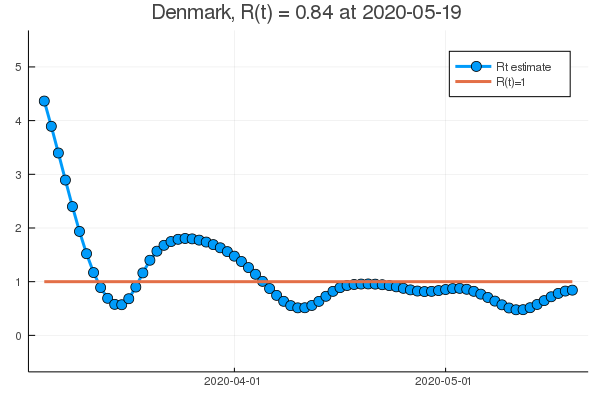 Denmark, R(t) = 0.84 at 2020-05-19
5
4
3
2
1
0
Rt estimate
R(t)=1
2020-04-01
2020-05-01